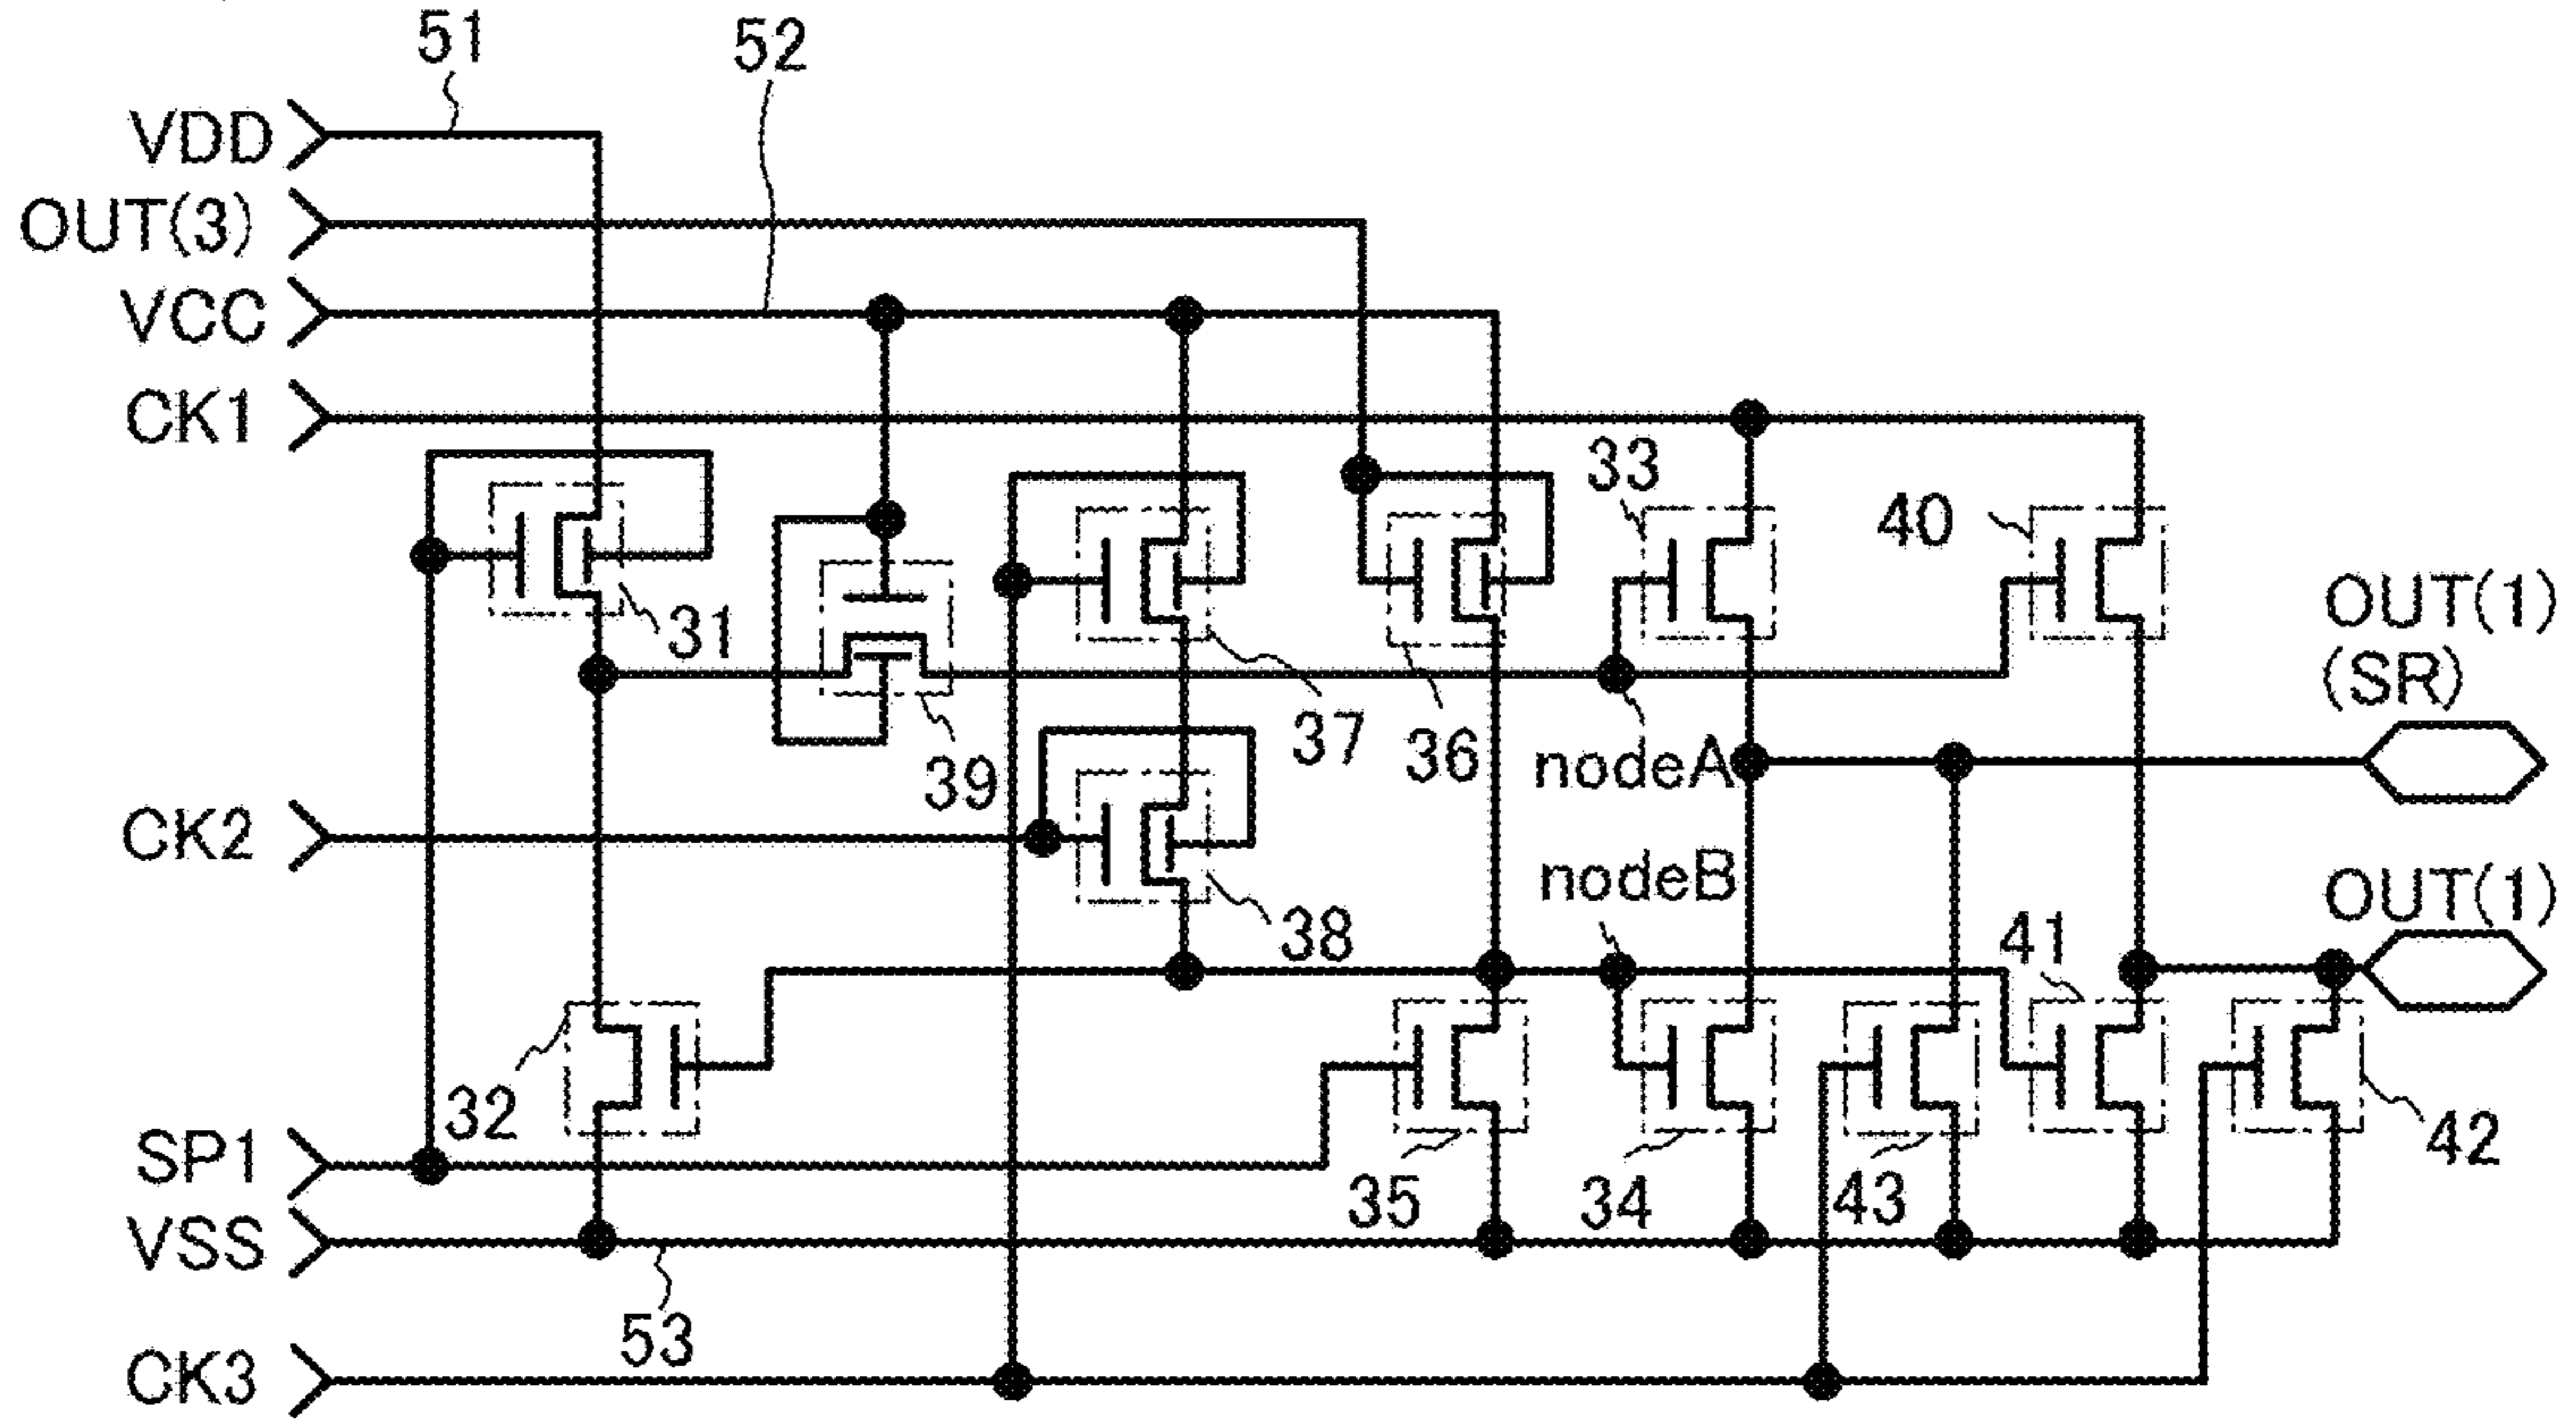 51
52
VDD
OUT(3)
VCC
CK1
33
40
31
OUT(1)
(SR)
37
36
nodeA
39
CK2
nodeB
OUT(1)
38
41
32
SP1
35
34
43
42
VSS
53
CK3